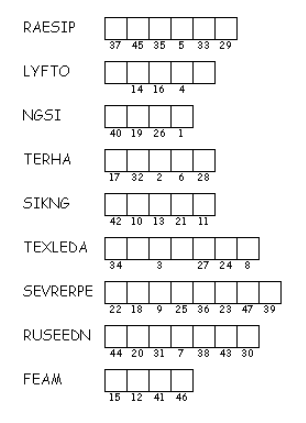 RAESIP
37 45 35 5 33 29
LYFTO
14 16 4
NGSI
40 19 26 1
TERHA
17 32 2 6 28
SIKNG
42 10 13 21 11
TEXLEDA
34 3 27 24 8
SEVRERPE
22 18 9 25 36 23 47 39
RUSEEDN
44 20 31 7 38 43 30
FEAM
15 12 41 46